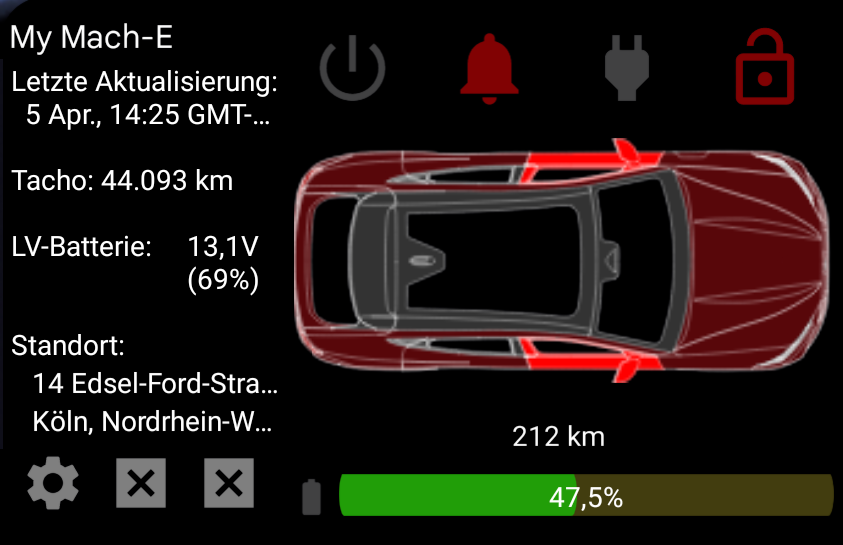 My Mach-E
Letzte Aktualisierung:
5 Apr., 14:25 GMT-...
Tacho: 44.093 km
LV-Batterie: 13,1V
(69%)
Standort:
14 Edsel-Ford-Stra...
Köln, Nordrhein-W...
212 km
47,5%